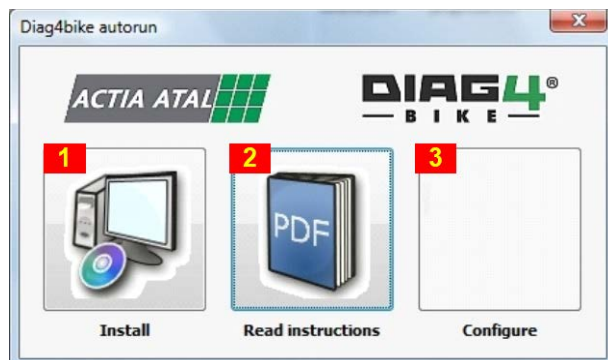 Diag4bike autorun
ACTIA ATAL
DIAG4®
BIKE
1
2
3
PDF
Install
Read instructions
Configure